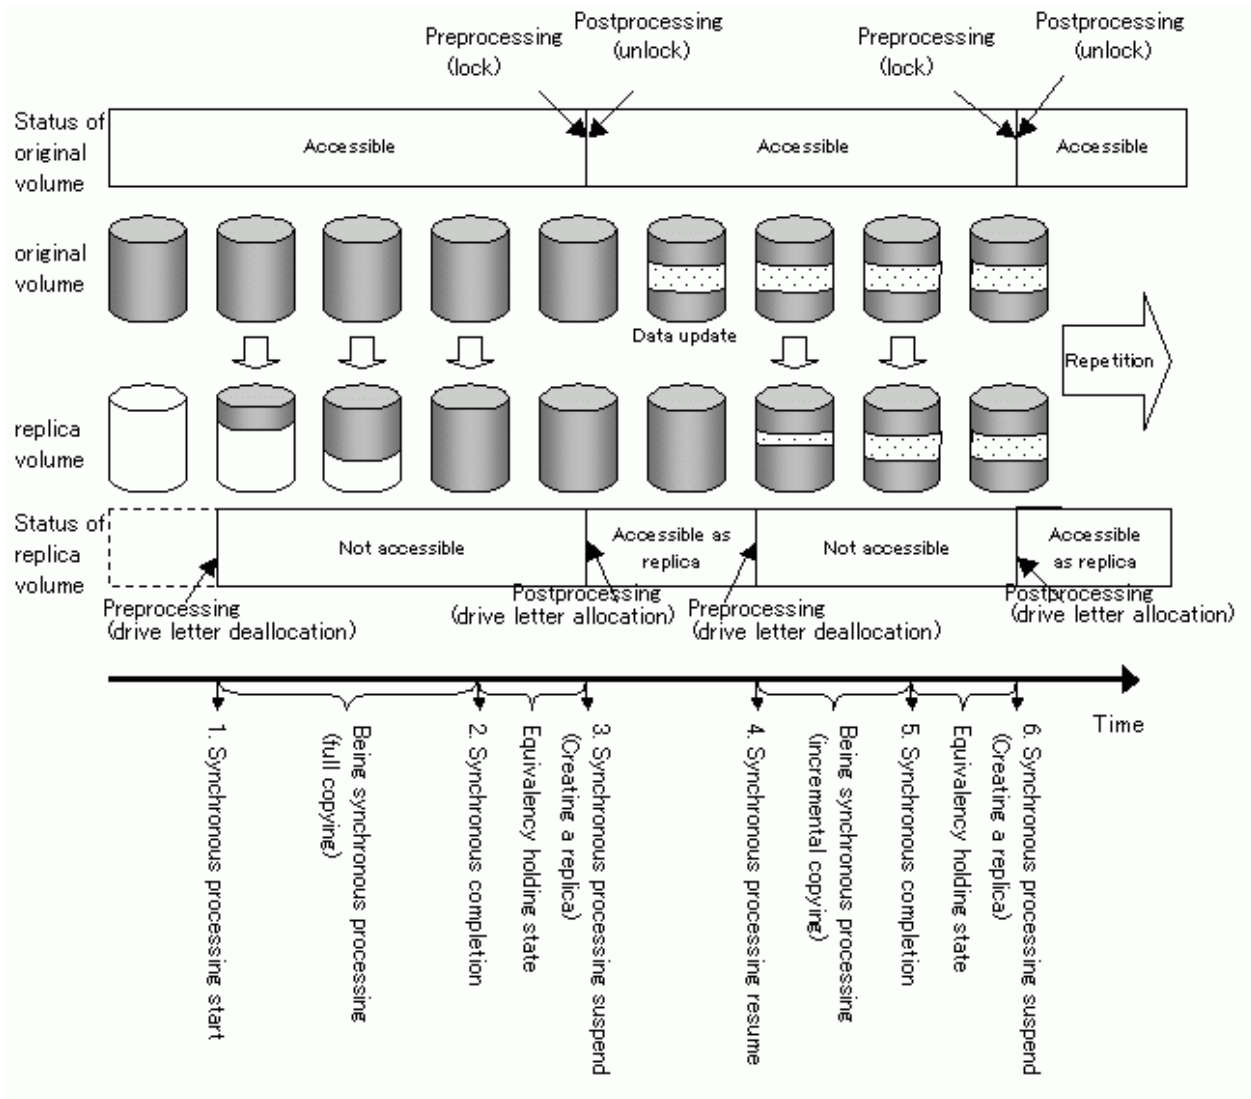 Preprocessing
(lock)
Postprocessing
(unlock)
Preprocessing
(lock)
Postprocessing
(unlock)
Status of
original
volume
Accessible
Accessible
Accessible
original
volume
Data update
Repetition
replica
volume
Status of
replica
volume
Not accessible
Accessible as
replica
Not accessible
Accessible
as replica
Preprocessing
(drive letter deallocation)
Postprocessing
(drive letter allocation)
Preprocessing
(drive letter deallocation)
Postprocessing
(drive letter allocation)
Time
1. Synchronous processing start
Being synchronous processing
(full copying)
2. Synchronous completion
Equivalency holding state
3. Synchronous processing suspend
(Creating a replica)
4. Synchronous processing resume
Being synchronous processing
(incremental copying)
5. Synchronous completion
Equivalency holding state
6. Synchronous processing suspend
(Creating a replica)